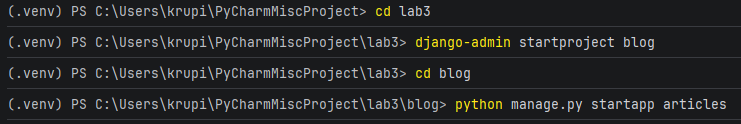 (.venv) PS C:\Users\krupi\PyCharmMiscProject> cd lab3
(.venv) PS C:\Users\krupi\PyCharmMiscProject\lab3> django-admin startproject blog
(.venv) PS C:\Users\krupi\PyCharmMiscProject\lab3> cd blog
(.venv) PS C:\Users\krupi\PyCharmMiscProject\lab3\blog> python manage.py startapp articles